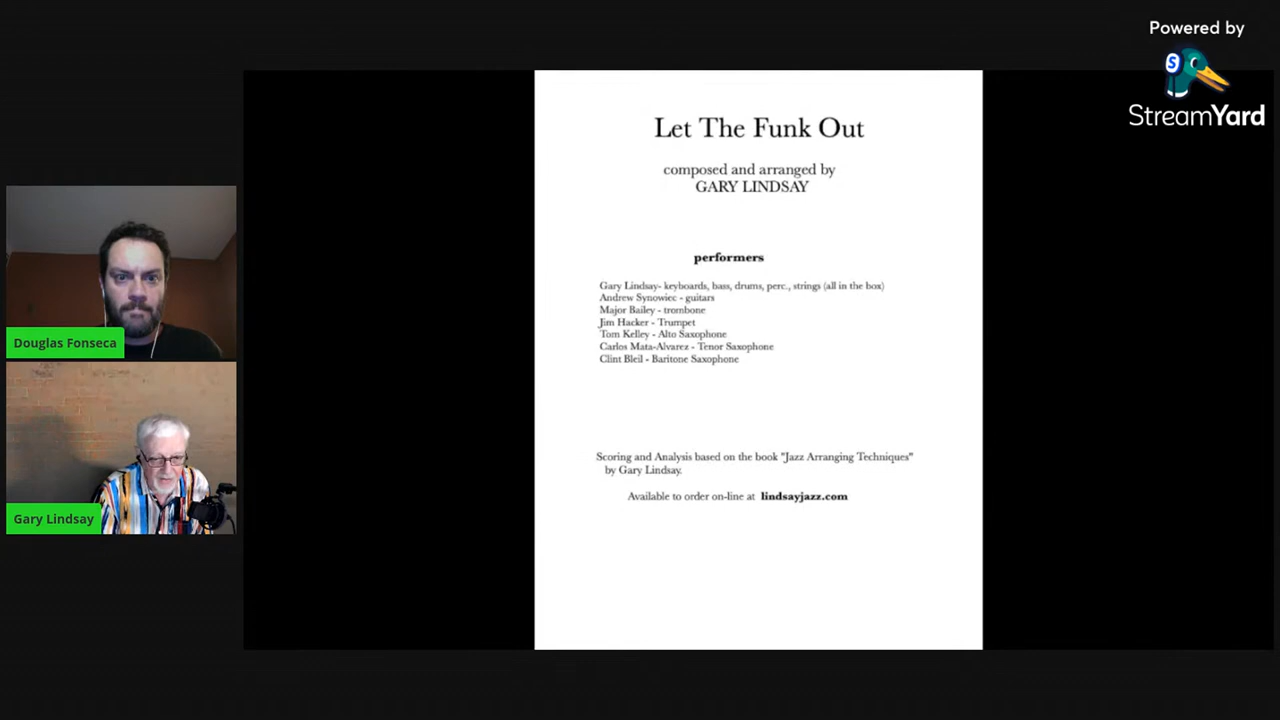 Powered by
StreamYard
Let The Funk Out
composed and arranged by
GARY LINDSAY
performers
Gary Lindsay- keyboards, bass, drums, perc., strings (all in the box)
Andrew Synowiec - guitars
Major Bailey - trombone
Jim Hacker - Trumpet
Tom Kelley - Alto Saxophone
Carlos Mata-Alvarez - Tenor Saxophone
Clint Bleil - Baritone Saxophone
Scoring and Analysis based on the book "Jazz Arranging Techniques"
by Gary Lindsay.
Available to order on-line at lindsayjazz.com
Douglas Fonseca
Gary Lindsay